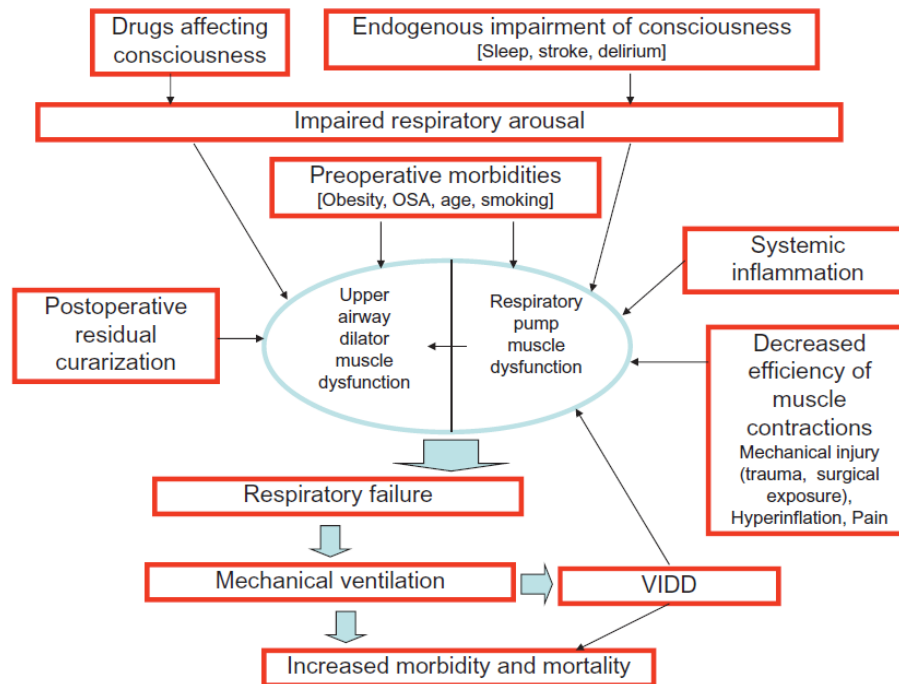 Drugs affecting
consciousness
Endogenous impairment of consciousness
[Sleep, stroke, delirium]
Impaired respiratory arousal
Preoperative morbidities
[Obesity, OSA, age, smoking]
Systemic
inflammation
Postoperative
residual
curarization
Upper
airway
dilator
muscle
dysfunction
Respiratory
pump
muscle
dysfunction
Decreased
efficiency of
muscle
contractions
Mechanical injury
(trauma, surgical
exposure),
Hyperinflation, Pain
Respiratory failure
Mechanical ventilation
VIDD
Increased morbidity and mortality